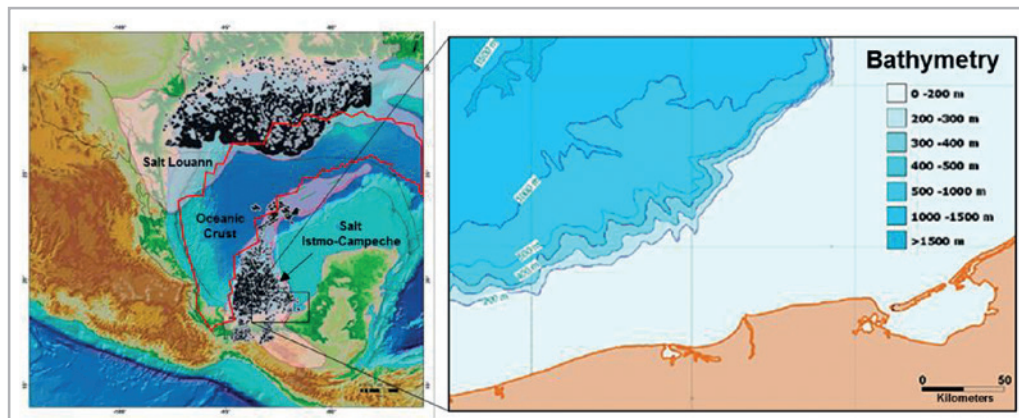 Salt Louann
Oceanic
Crust
Salt
Istmo-Campeche
Bathymetry
0 -200 m
200 -300 m
300 -400 m
400 -500 m
500 -1000 m
1000 -1500 m
>1500 m
1000 m
200 m
0
50
Kilometers